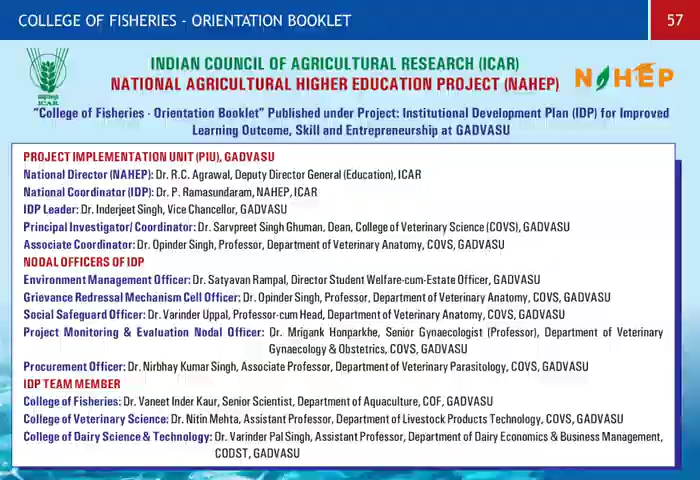 COLLEGE OF FISHERIES - ORIENTATION BOOKLET
57
INDIAN COUNCIL OF AGRICULTURAL RESEARCH (ICAR)
NATIONAL AGRICULTURAL HIGHER EDUCATION PROJECT (NAHEP)
ICAR
NAHEP
"College of Fisheries - Orientation Booklet" Published under Project: Institutional Development Plan (IDP) for Improved
Learning Outcome, Skill and Entrepreneurship at GADVASU
PROJECT IMPLEMENTATION UNIT (PIU), GADVASU
National Director (NAHEP): Dr. R.C. Agrawal, Deputy Director General (Education), ICAR
National Coordinator (IDP): Dr. P. Ramasundaram, NAHEP, ICAR
IDP Leader: Dr. Inderjeet Singh, Vice Chancellor, GADVASU
Principal Investigator/ Coordinator: Dr. Sarvpreet Singh Ghuman, Dean, College of Veterinary Science (COVS), GADVASU
Associate Coordinator: Dr. Opinder Singh, Professor, Department of Veterinary Anatomy, COVS, GADVASU
NODAL OFFICERS OF IDP
Environment Management Officer: Dr. Satyavan Rampal, Director Student Welfare-cum-Estate Officer, GADVASU
Grievance Redressal Mechanism Cell Officer: Dr. Opinder Singh, Professor, Department of Veterinary Anatomy, COVS, GADVASU
Social Safeguard Officer: Dr. Varinder Uppal, Professor-cum Head, Department of Veterinary Anatomy, COVS, GADVASU
Project Monitoring & Evaluation Nodal Officer: Dr. Mrigank Honparkhe, Senior Gynaecologist (Professor), Department of Veterinary
Gynaecology & Obstetrics, COVS, GADVASU
Procurement Officer: Dr. Nirbhay Kumar Singh, Associate Professor, Department of Veterinary Parasitology, COVS, GADVASU
IDP TEAM MEMBER
College of Fisheries: Dr. Vaneet Inder Kaur, Senior Scientist, Department of Aquaculture, COF, GADVASU
College of Veterinary Science: Dr. Nitin Mehta, Assistant Professor, Department of Livestock Products Technology, COVS, GADVASU
College of Dairy Science & Technology: Dr. Varinder Pal Singh, Assistant Professor, Department of Dairy Economics & Business Management,
CODST, GADVASU